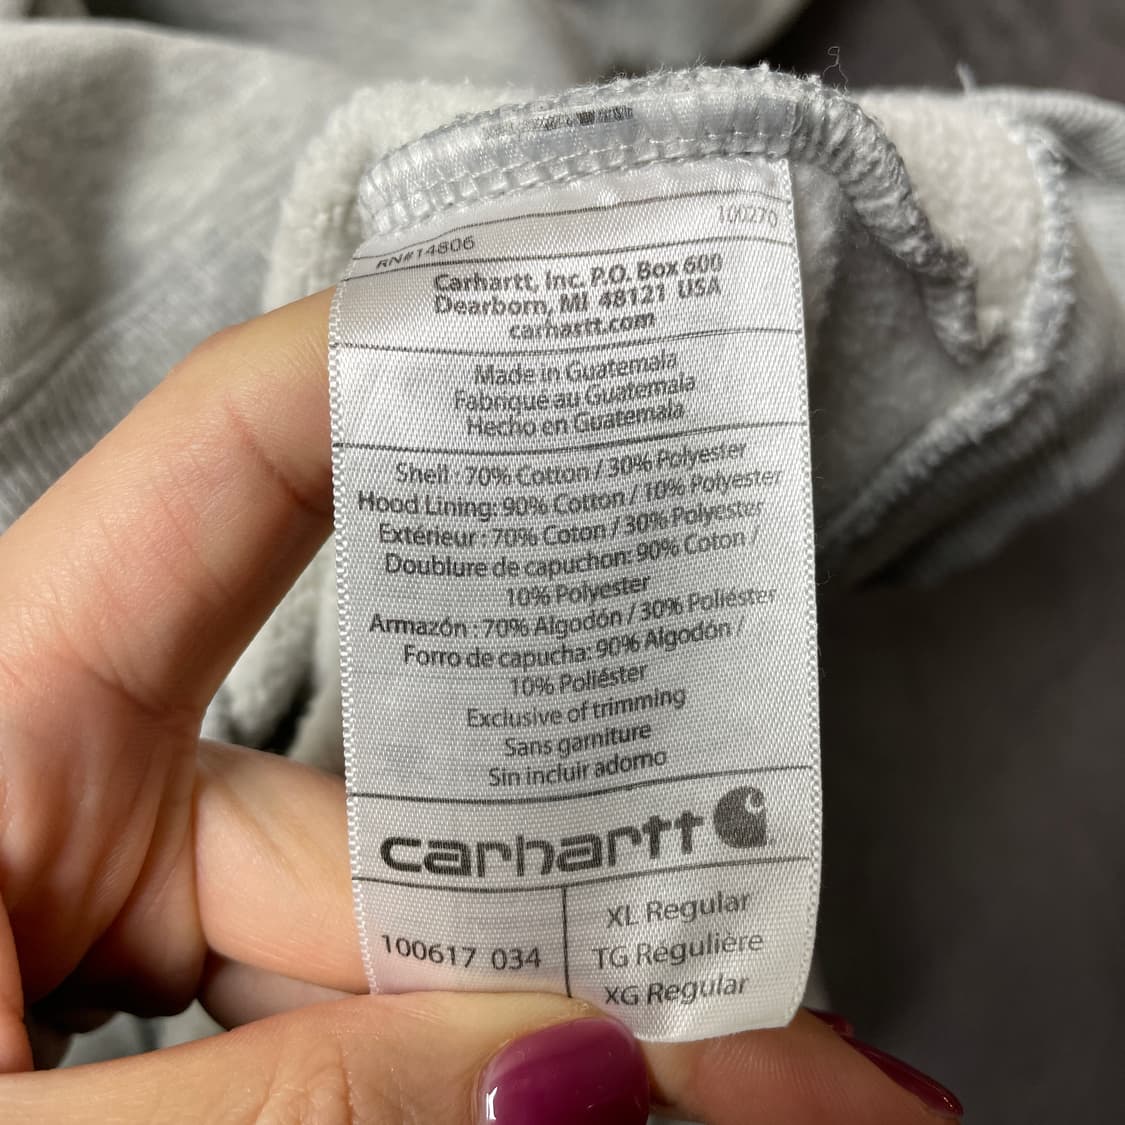 RN#14806
100270
Carhartt, Inc. P.O. Box 600
Dearborn, MI 48121 USA
carhartt.com
Made in Guatemala
Fabrique au Guatemala
Hecho en Guatemala
Shell : 70% Cotton / 30% Polyester
Hood Lining: 90% Cotton / 10% Polyester
Extérieur : 70% Coton / 30% Polyester
Doublure de capuchon: 90% Coton /
10% Polyester
Armazón : 70% Algodón / 30% Poliéster
Forro de capucha: 90% Algodón /
10% Poliéster
Exclusive of trimming
Sans garniture
Sin incluir adorno
carhartt
100617 034
XL Regular
TG Régulière
XG Regular